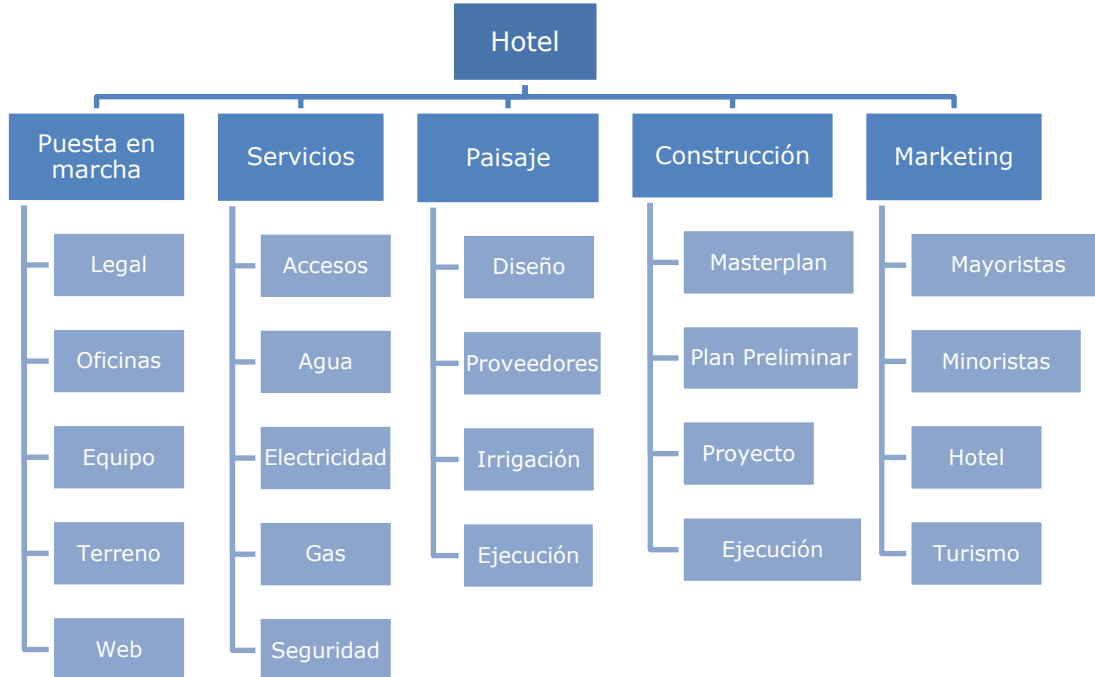 Hotel
Puesta en
marcha
Legal
Oficinas
Equipo
Terreno
Web
Servicios
Accesos
Agua
Electricidad
Gas
Seguridad
Paisaje
Diseño
Proveedores
Irrigación
Ejecución
Construcción
Masterplan
Plan Preliminar
Proyecto
Ejecución
Marketing
Mayoristas
Minoristas
Hotel
Turismo